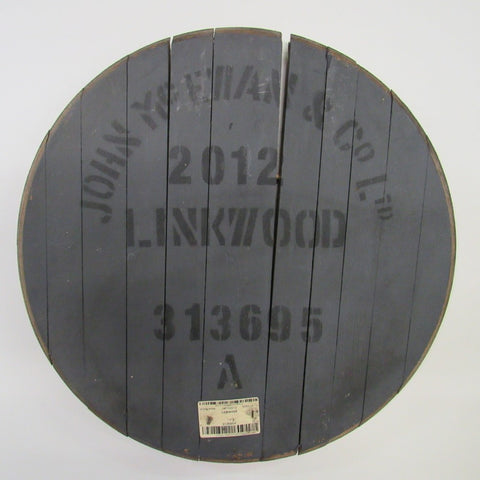 JOHN McEWAN & Co LTD
2012
LINKWOOD
313695
A